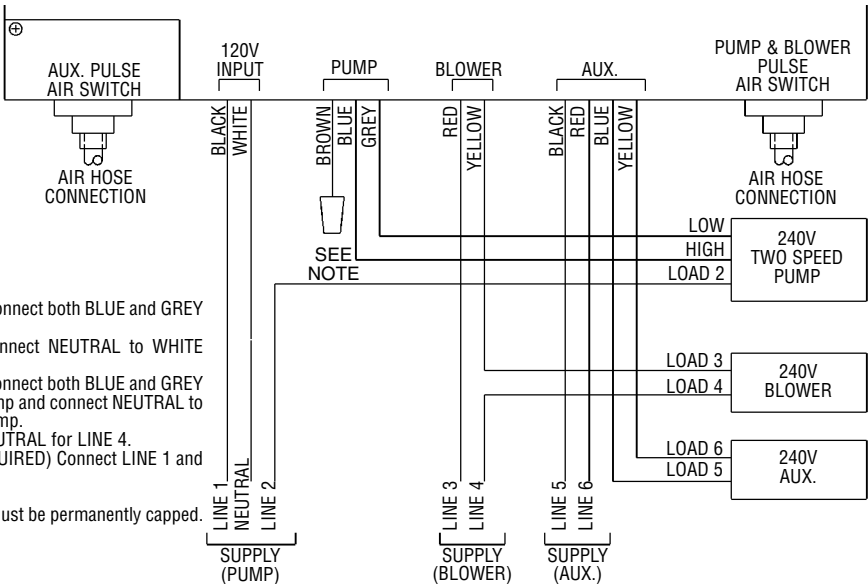 AUX. PULSE
AIR SWITCH
120V
INPUT
PUMP
BLOWER
AUX.
PUMP & BLOWER
PULSE
AIR SWITCH
BLACK
WHITE
BROWN
BLUE
GREY
RED
YELLOW
BLACK
RED
BLUE
YELLOW
AIR HOSE
CONNECTION
AIR HOSE
CONNECTION
SEE
NOTE
LOW
HIGH
LOAD 2
240V
TWO SPEED
PUMP
onnect both BLUE and GREY
nnect NEUTRAL to WHITE
onnect both BLUE and GREY
mp and connect NEUTRAL to
mp.
UTRAL for LINE 4.
UIRED) Connect LINE 1 and
ust be permanently capped.
LOAD 3
LOAD 4
240V
BLOWER
LOAD 6
LOAD 5
240V
AUX.
LINE 1
NEUTRAL
LINE 2
LINE 3
LINE 4
LINE 5
LINE 6
SUPPLY
(PUMP)
SUPPLY
(BLOWER)
SUPPLY
(AUX.)